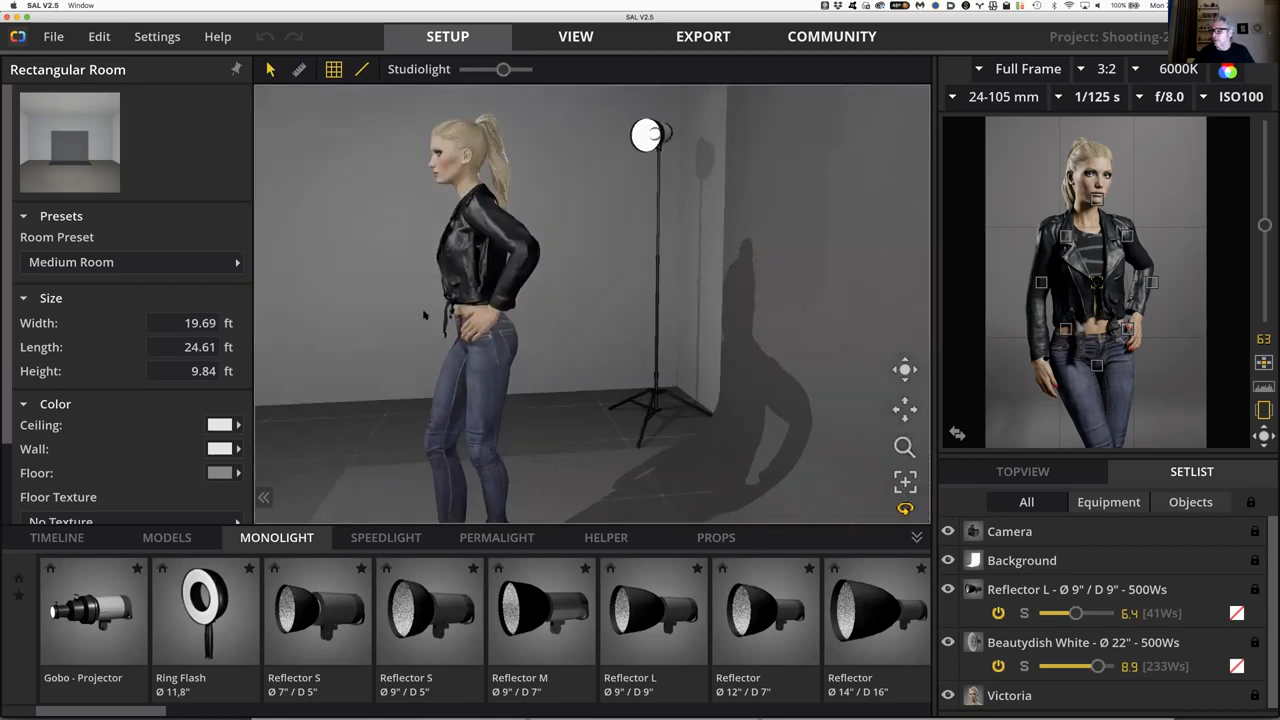 SAL V2.5 Window 100% Mon
SAL V2.5
File Edit Settings Help SETUP VIEW EXPORT COMMUNITY Project: Shooting-2
Rectangular Room Studiolight Full Frame 3:2 6000K
24-105 mm 1/125 s f/8.0 ISO100
Presets
Room Preset
Medium Room
Size
Width: 19.69 ft
Length: 24.61 ft
Height: 9.84 ft
63
Color
Ceiling:
Wall:
Floor:
Floor Texture
No Texture
TOPVIEW SETLIST
All Equipment Objects
Camera
Background
Reflector L - Ø 9" / D 9" - 500Ws
S 6.4 [41Ws]
Beautydish White - Ø 22" - 500Ws
S 8.9 [233Ws]
Victoria
TIMELINE MODELS MONOLIGHT SPEEDLIGHT PERMALIGHT HELPER PROPS
Gobo - Projector
Ring Flash
Ø 11,8"
Reflector S
Ø 7" / D 5"
Reflector S
Ø 9" / D 5"
Reflector M
Ø 9" / D 7"
Reflector L
Ø 9" / D 9"
Reflector
Ø 12" / D 7"
Reflector
Ø 14" / D 16"